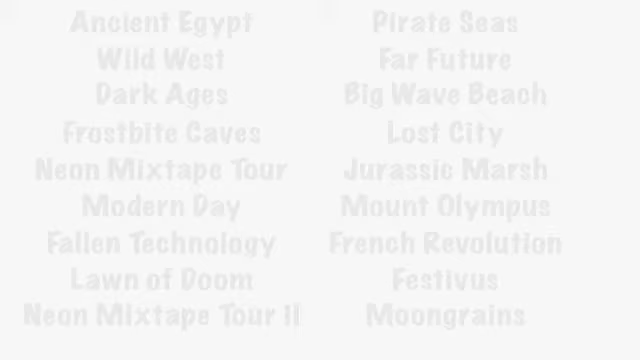 Ancient Egypt
Pirate Seas
Wild West
Far Future
Dark Ages
Big Wave Beach
Frostbite Caves
Lost City
Neon Mixtape Tour
Jurassic Marsh
Modern Day
Mount Olympus
Fallen Technology
French Revolution
Lawn of Doom
Festivus
Neon Mixtape Tour II
Moongrains